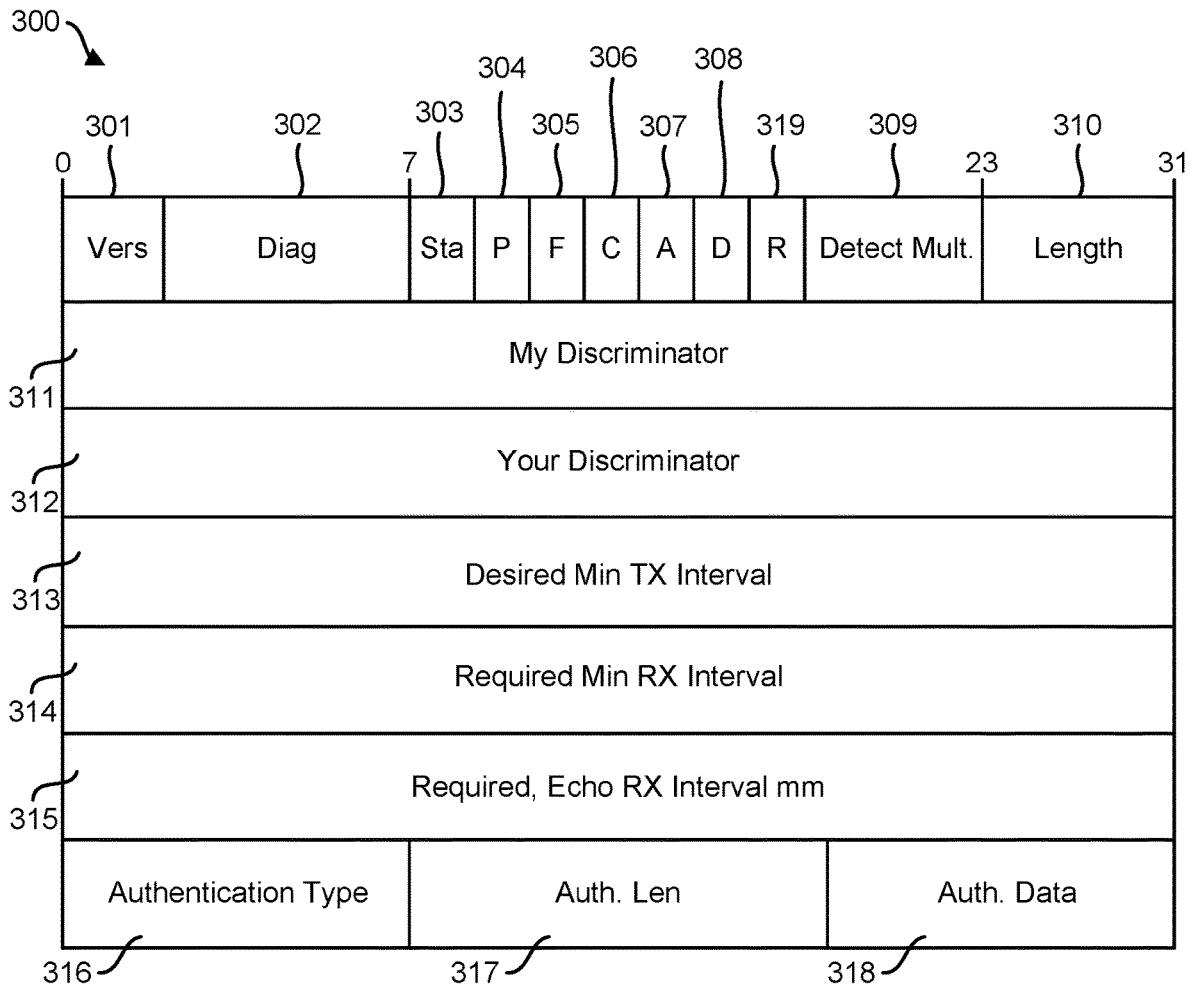 300
304
306
308
301
302
303
305
307
319
309
310
0
7
23
31
Vers
Diag
Sta
P
F
C
A
D
R
Detect Mult.
Length
My Discriminator
311
Your Discriminator
312
Desired Min TX Interval
313
Required Min RX Interval
314
Required, Echo RX Interval mm
315
Authentication Type
Auth. Len
Auth. Data
316
317
318